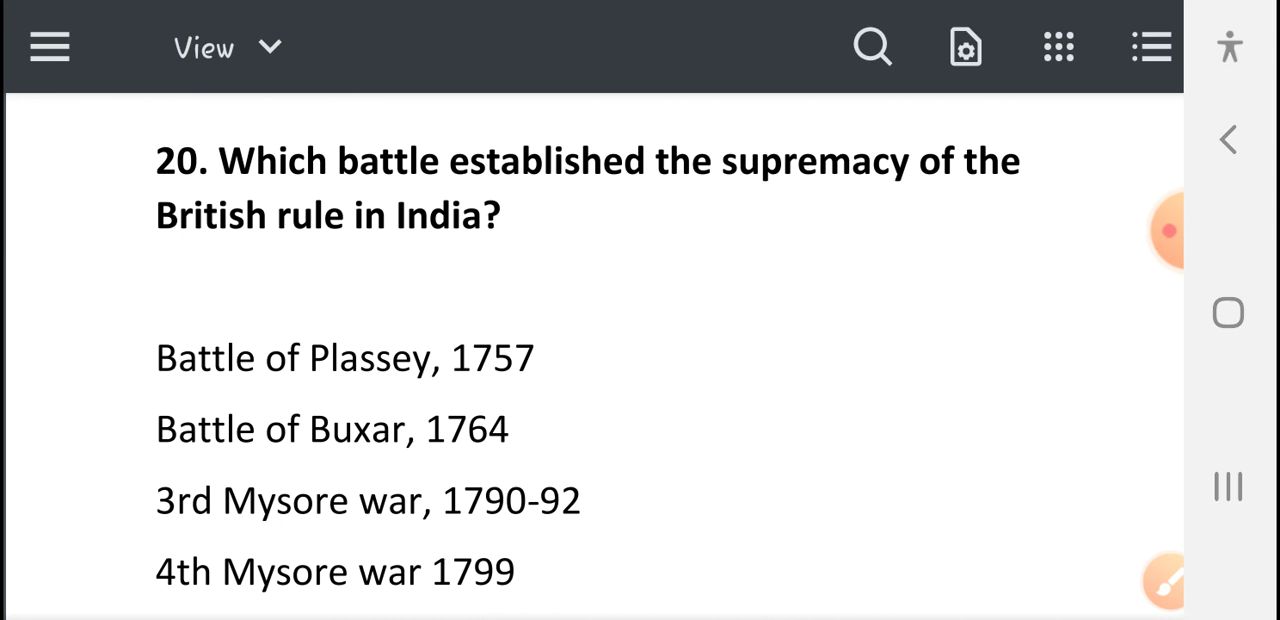 View
20. Which battle established the supremacy of the
British rule in India?
Battle of Plassey, 1757
Battle of Buxar, 1764
3rd Mysore war, 1790-92
4th Mysore war 1799